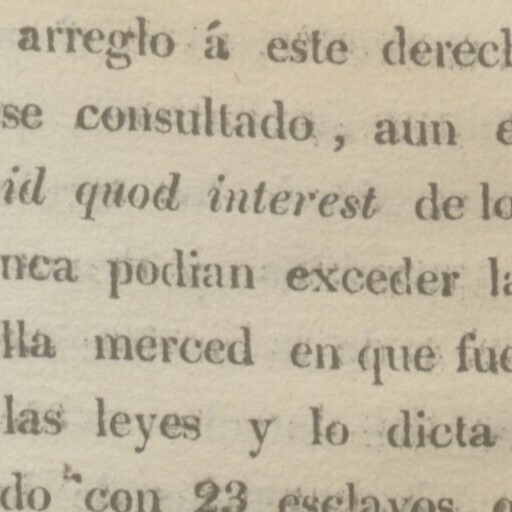 arreglo á este derech
se consultado, aun e
id quod interest de lo
nca podian exceder la
lla merced en que fue
las leyes y lo dicta
do con 23 esclavos